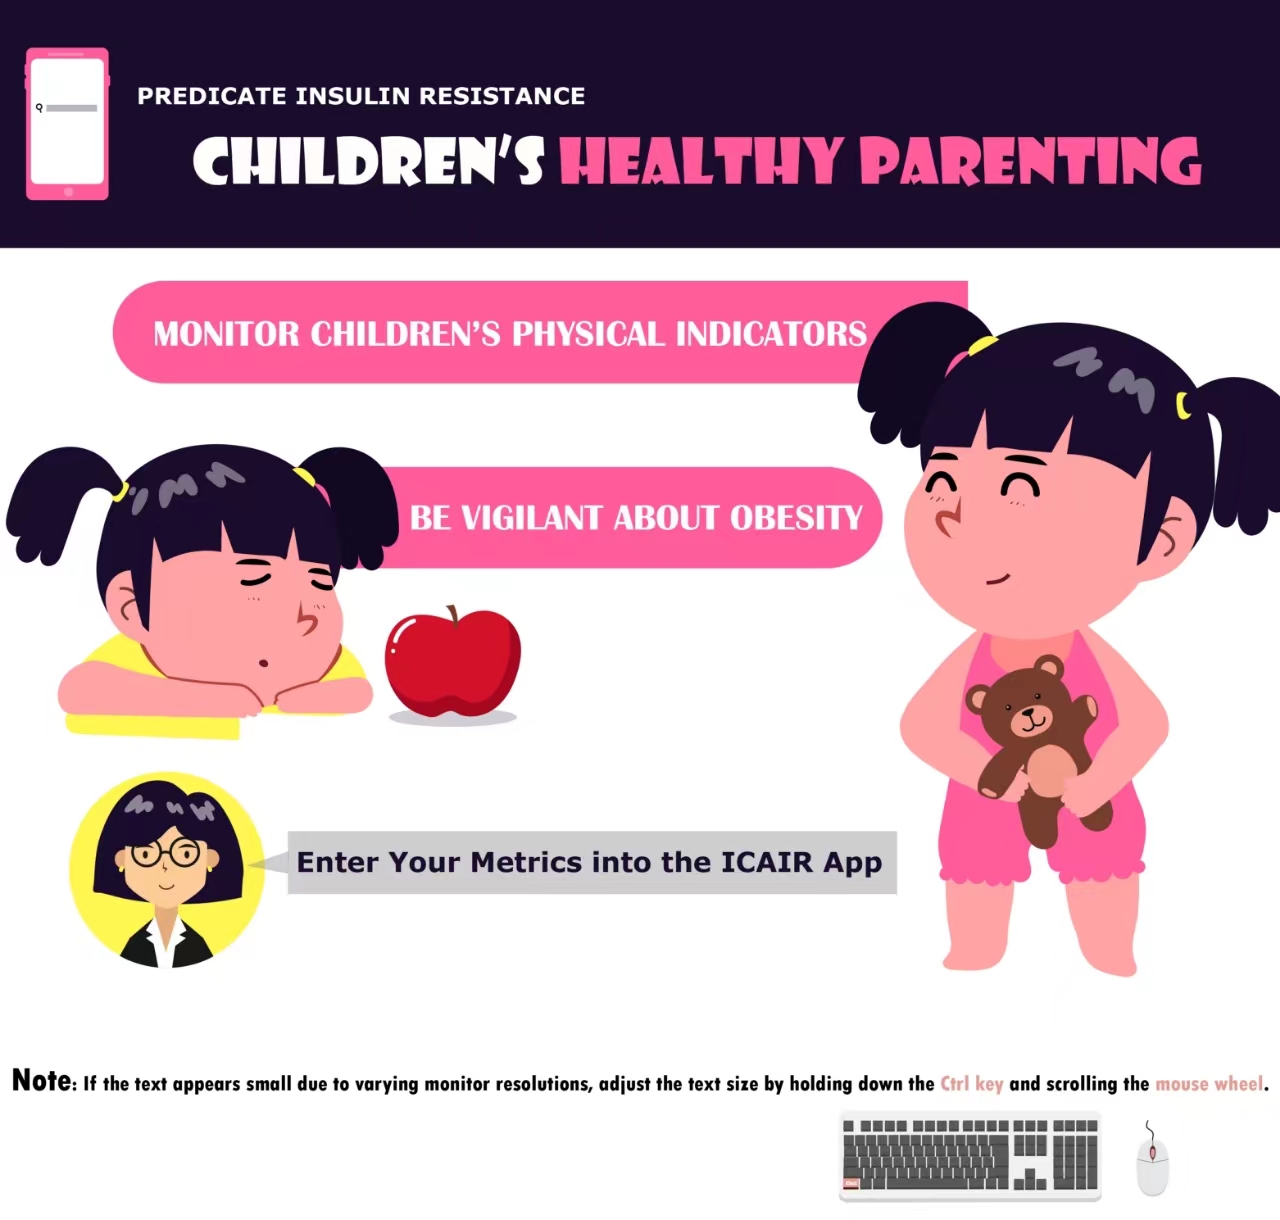 PREDICATE INSULIN RESISTANCE
CHILDREN'S HEALTHY PARENTING
MONITOR CHILDREN'S PHYSICAL INDICATORS
BE VIGILANT ABOUT OBESITY
Enter Your Metrics into the ICAIR App
Note: If the text appears small due to varying monitor resolutions, adjust the text size by holding down the Ctrl key and scrolling the mouse wheel.